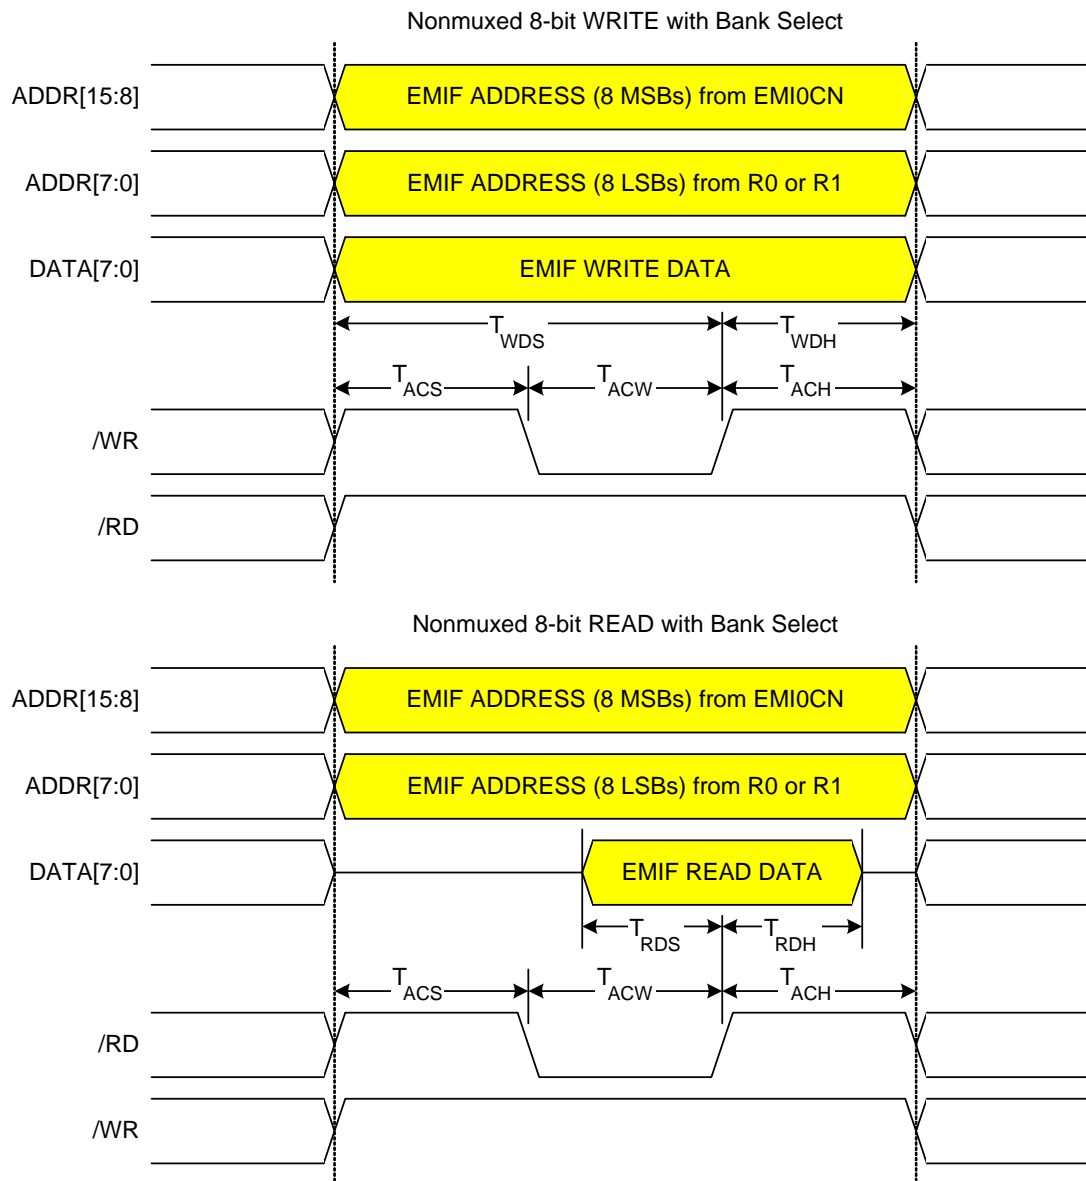 Nonmuxed 8-bit WRITE with Bank Select
ADDR[15:8] EMIF ADDRESS (8 MSBs) from EMI0CN
ADDR[7:0] EMIF ADDRESS (8 LSBs) from R0 or R1
DATA[7:0] EMIF WRITE DATA
TWDS TWDH
TACS TACW TACH
/WR
/RD
Nonmuxed 8-bit READ with Bank Select
ADDR[15:8] EMIF ADDRESS (8 MSBs) from EMI0CN
ADDR[7:0] EMIF ADDRESS (8 LSBs) from R0 or R1
DATA[7:0] EMIF READ DATA
TRDS TRDH
TACS TACW TACH
/RD
/WR